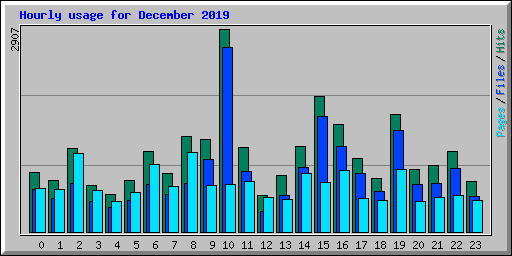 Hourly usage for December 2019
2907
Pages / Files / Hits
0 1 2 3 4 5 6 7 8 9 10 11 12 13 14 15 16 17 18 19 20 21 22 23